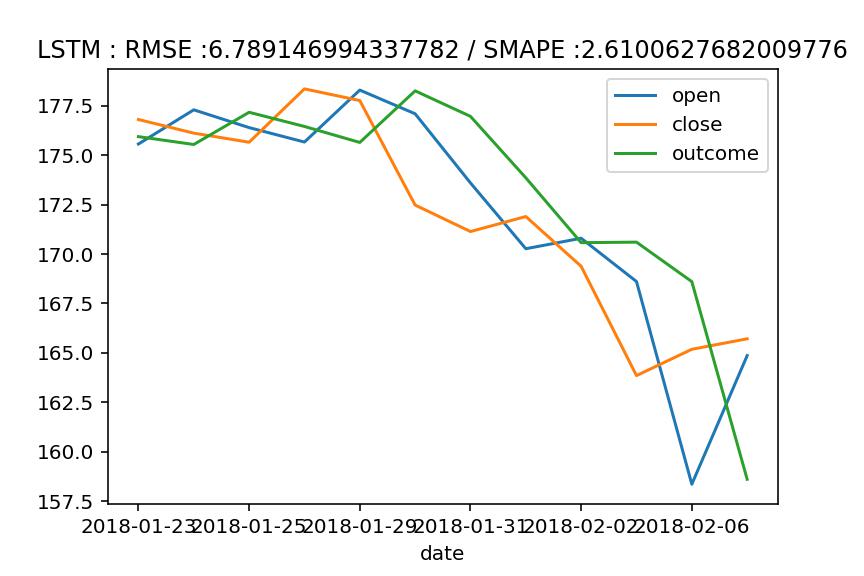 LSTM : RMSE :6.789146994337782 / SMAPE :2.6100627682009776
open
close
outcome
177.5
175.0
172.5
170.0
167.5
165.0
162.5
160.0
157.5
2018-01-23 2018-01-25 2018-01-29 2018-01-31 2018-02-02 2018-02-06
date